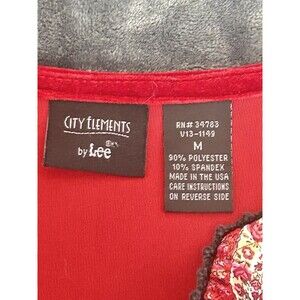 CITY ELEMENTS
by Lee
RN# 34783
V13-1149
M
90% POLYESTER
10% SPANDEX
MADE IN THE USA
CARE INSTRUCTIONS
ON REVERSE SIDE